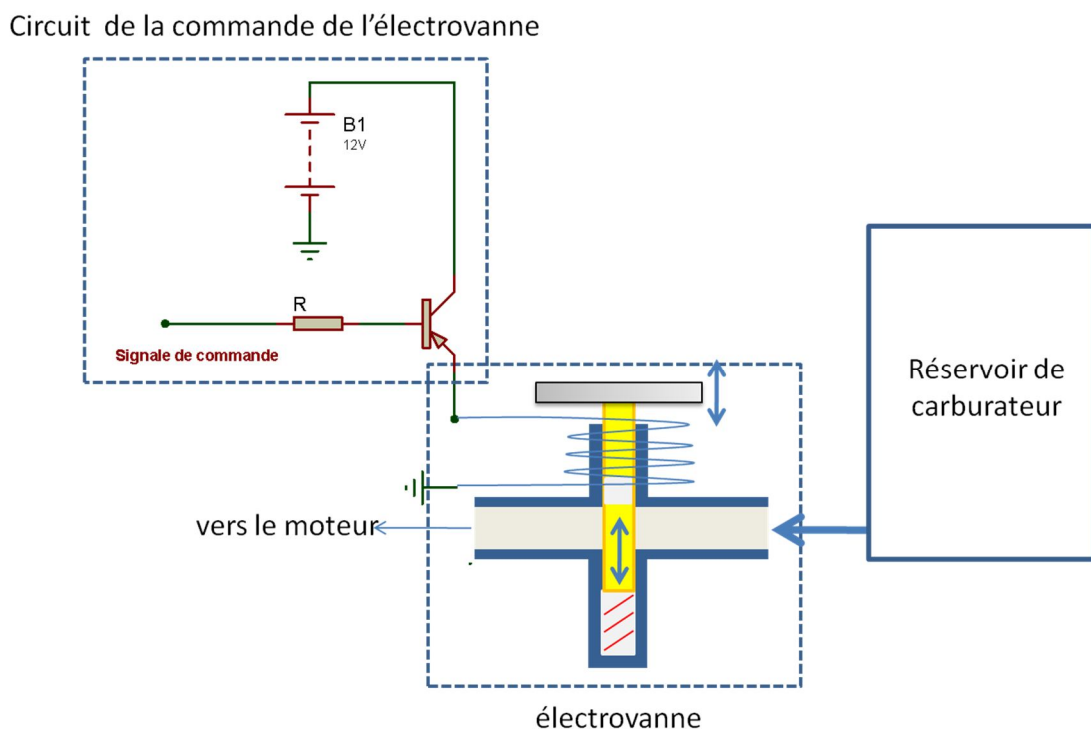 Circuit  de la commande de l’électrovanne
B1
12V
R
Signale de commande
Réservoir de
carburateur
vers le moteur
électrovanne